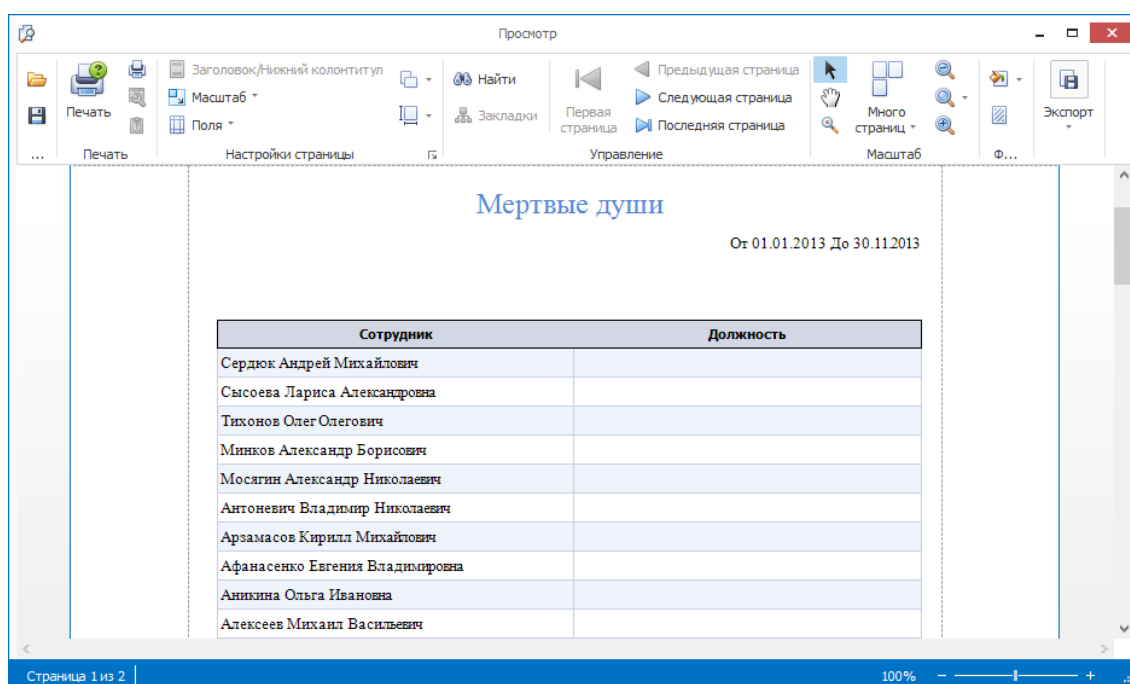 Просмотр
Заголовок/Нижний колонтитул
Найти
Предыдущая страница
Масштаб
Следующая страница
Печать
Закладки
Первая страница
Много страниц
Экспорт
Поля
Последняя страница
... Печать Настройки страницы Управление Масштаб Ф...
Мертвые души
От 01.01.2013 До 30.11.2013
Сотрудник Должность
Сердюк Андрей Михайлович
Сысоева Лариса Александровна
Тихонов Олег Олегович
Минков Александр Борисович
Мосягин Александр Николаевич
Антоневич Владимир Николаевич
Арзамасов Кирилл Михайлович
Афанасенко Евгения Владимировна
Аникина Ольга Ивановна
Алексеев Михаил Васильевич
Страница 1 из 2 100%